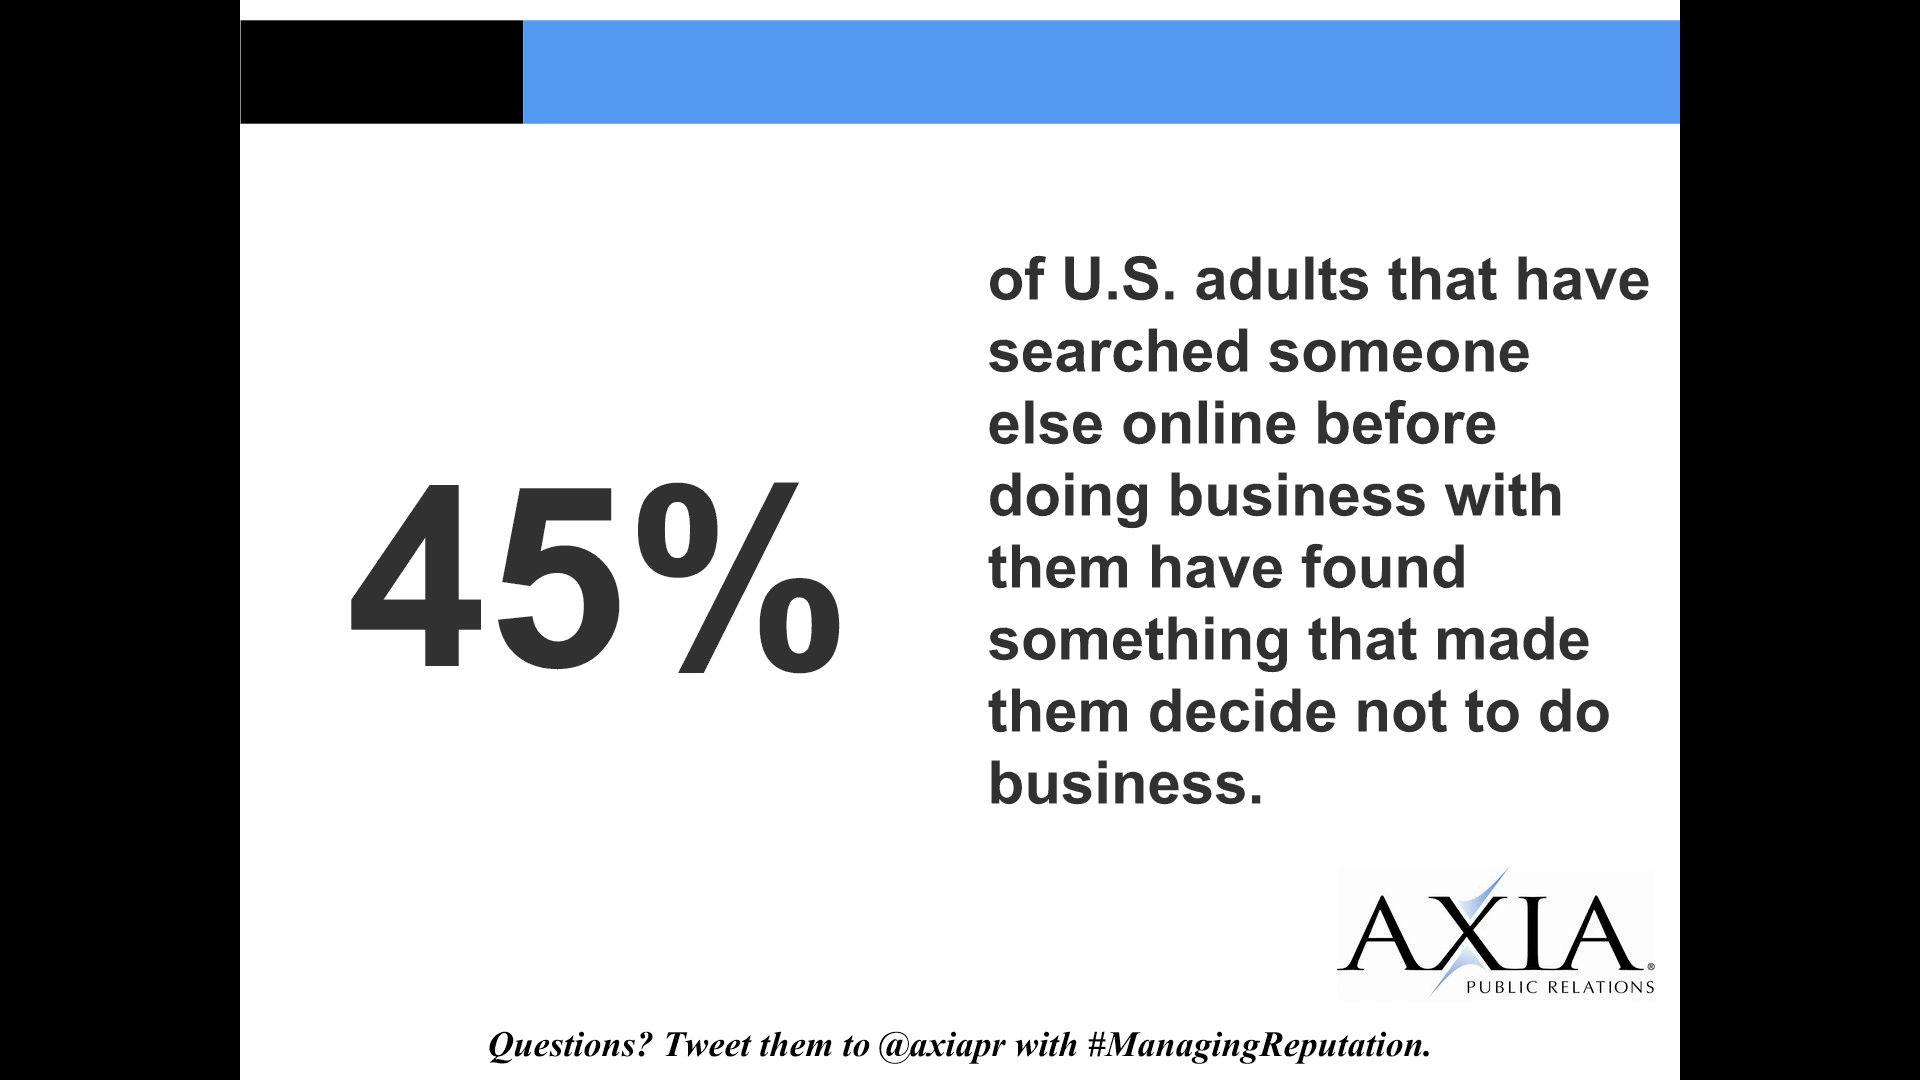 45%
of U.S. adults that have
searched someone
else online before
doing business with
them have found
something that made
them decide not to do
business.
AXIA®
PUBLIC RELATIONS
Questions? Tweet them to @axiapr with #ManagingReputation.